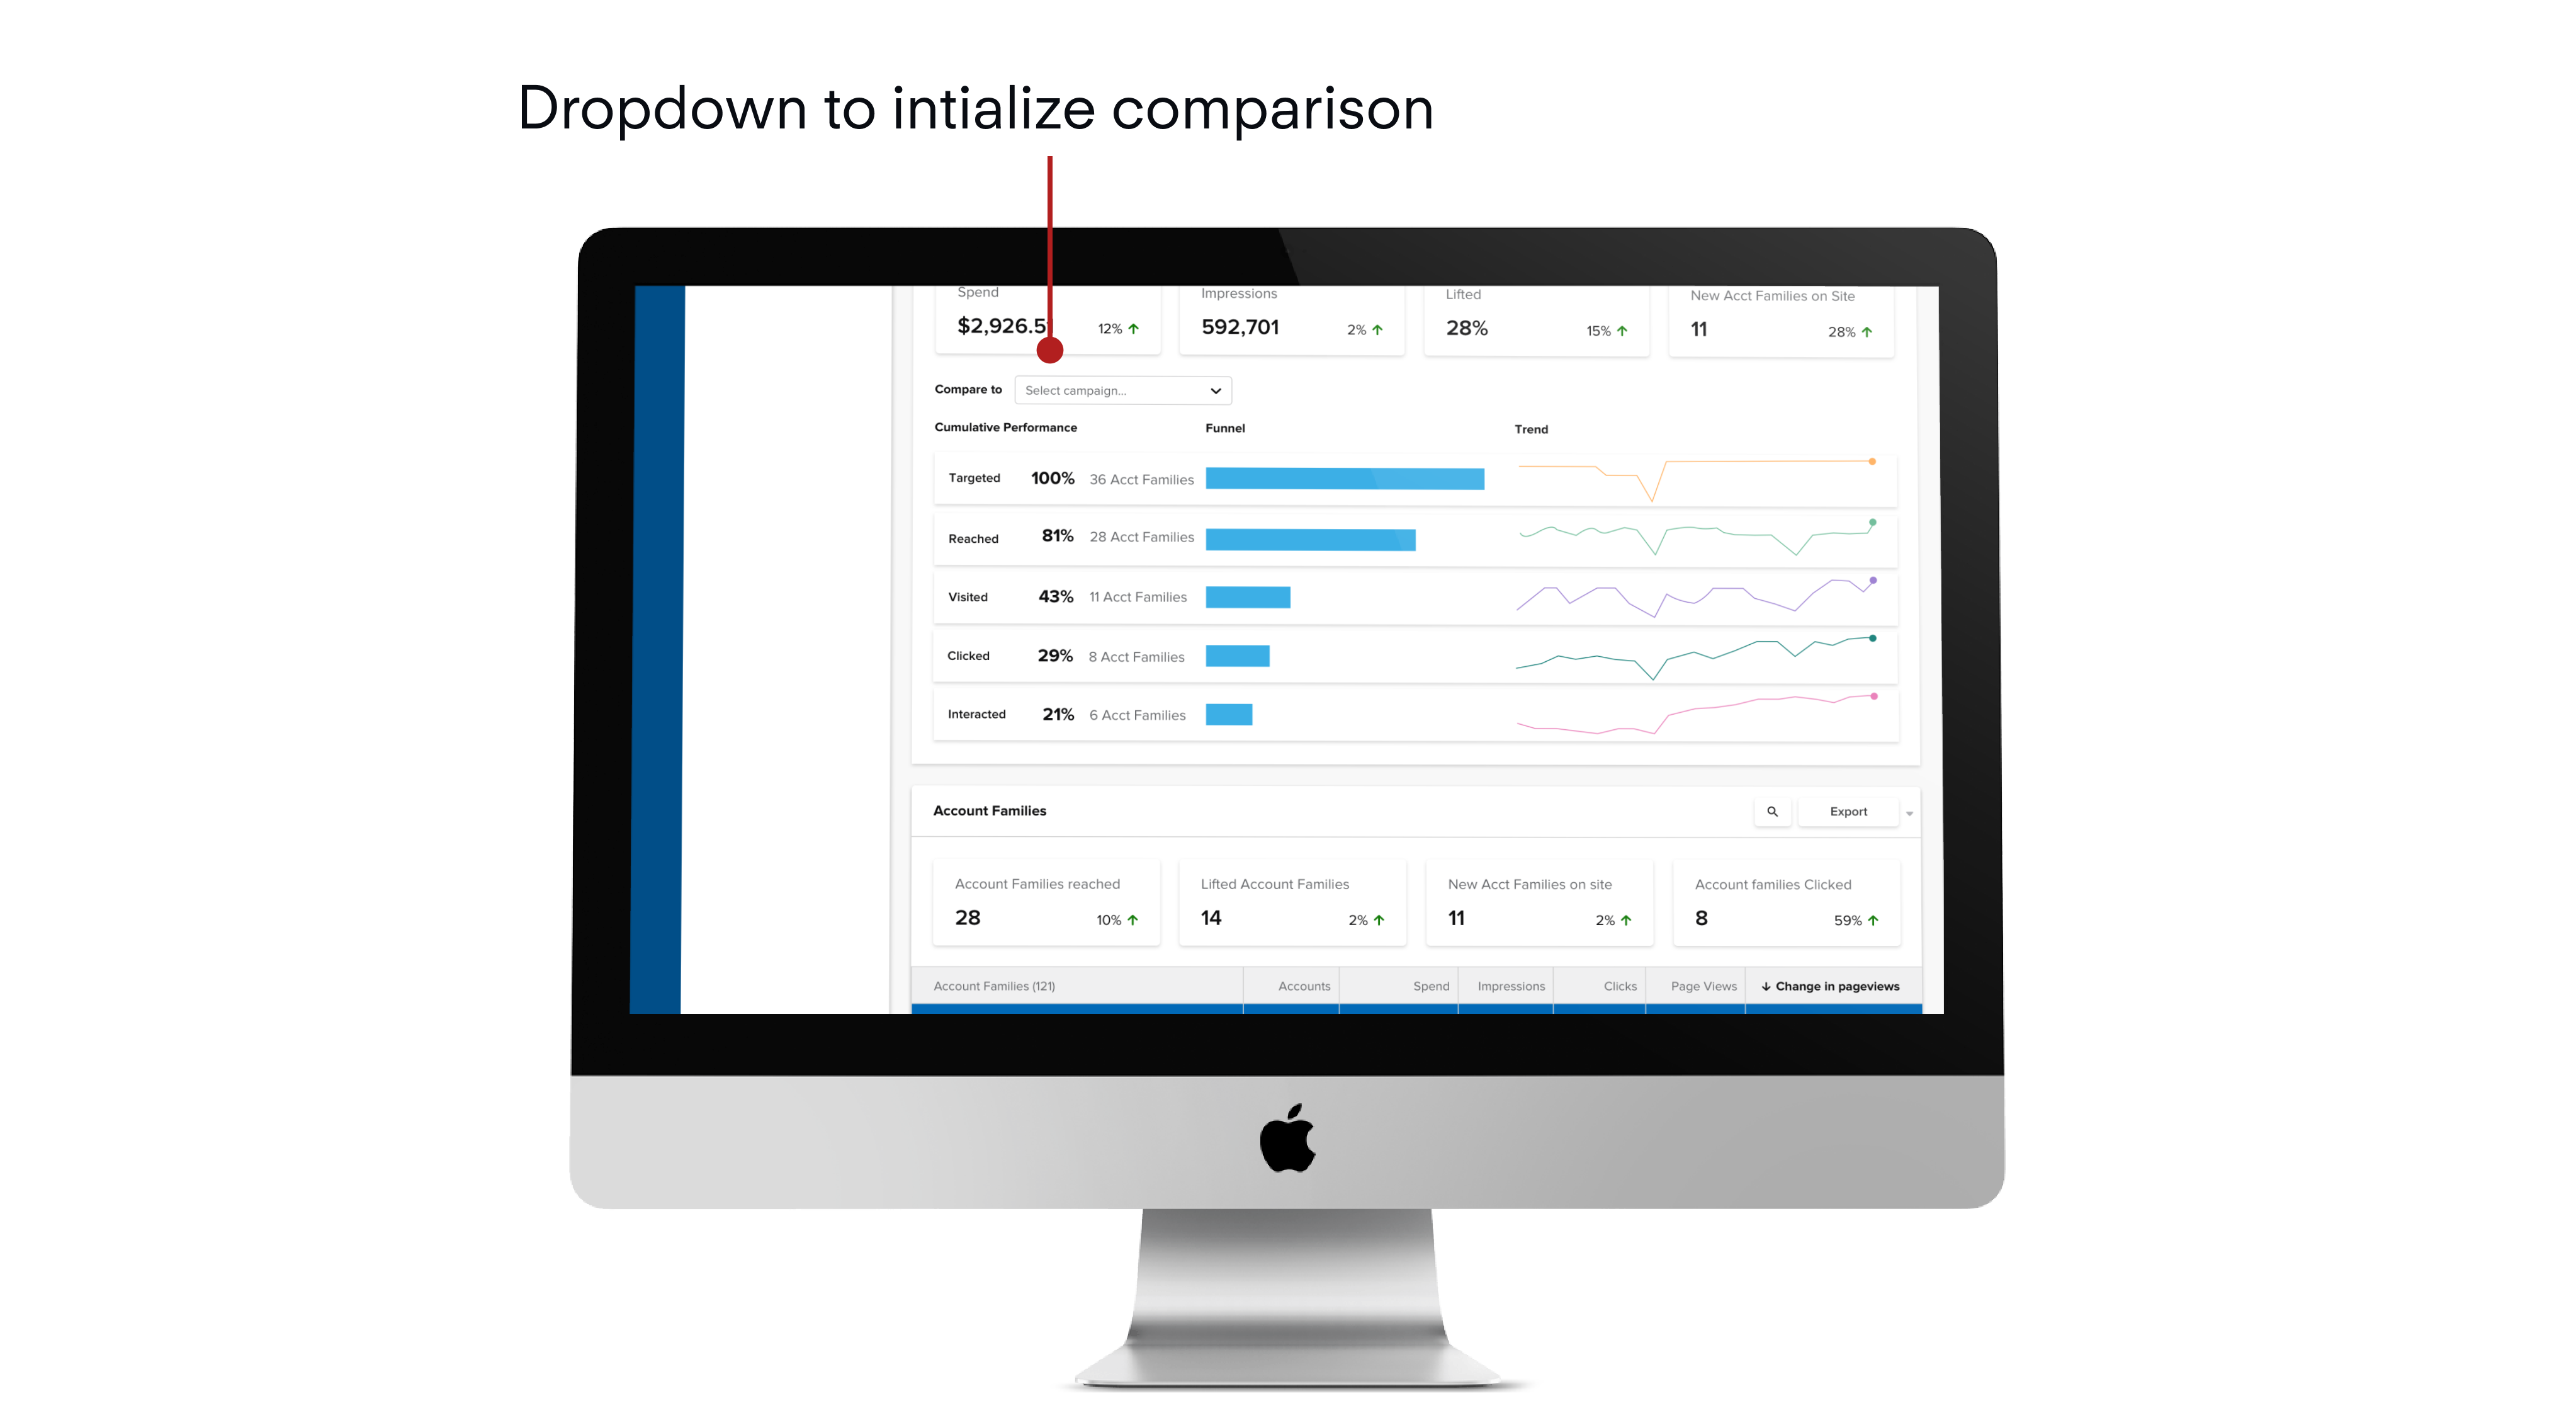 Dropdown to intialize comparison
Spend Impressions Lifted New Acct Families on Site
12% 592,701 2% 28% 15% 11 28%
Compare to Select campaign...
Cumulative Performance Funnel Trend
Targeted 100% 36 Acct Families
Reached 81% 28 Acct Families
Visited 43% 11 Acct Families
Clicked 29% 8 Acct Families
Interacted 21% 6 Acct Families
Account Families Export
Account Families reached Lifted Account Families New Acct Families on site Account families Clicked
28 10% 14 2% 11 2% 8 59%
Account Families (121) Accounts Spend Impressions Clicks Page Views Change in pageviews